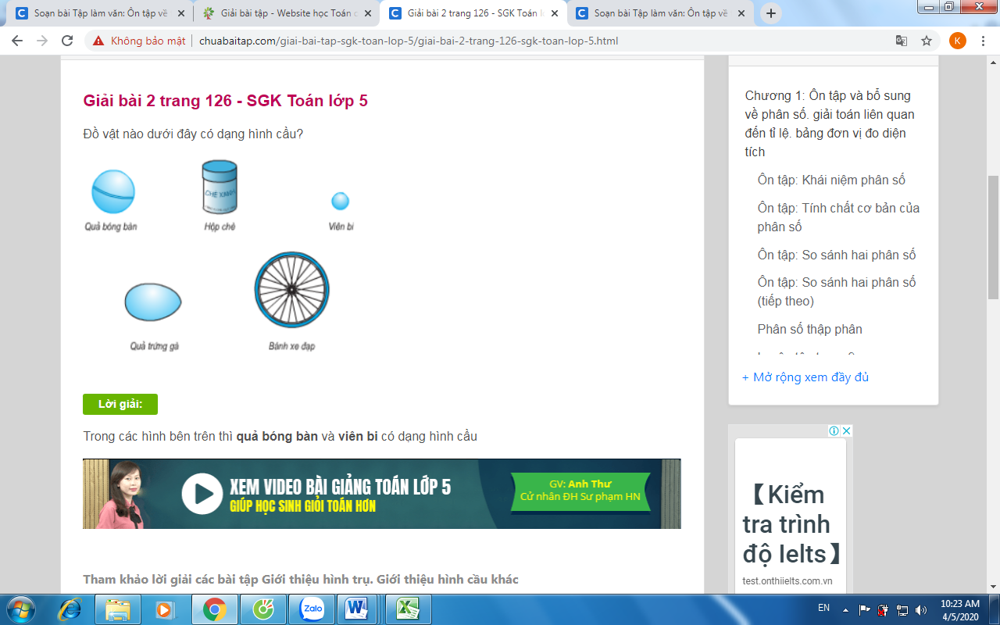 Soạn bài Tập làm văn: Ôn tập về
Giải bài tập - Website học Toán c
Giải bài 2 trang 126 - SGK Toán l
Soạn bài Tập làm văn: Ôn tập về
Không bảo mật
chuabaitap.com/giai-bai-tap-sgk-toan-lop-5/giai-bai-2-trang-126-sgk-toan-lop-5.html
K
Giải bài 2 trang 126 - SGK Toán lớp 5
Đồ vật nào dưới đây có dạng hình cầu?
Quả bóng bàn
Hộp chè
Viên bi
Quả trứng gà
Bánh xe đạp
Lời giải:
Trong các hình bên trên thì quả bóng bàn và viên bi có dạng hình cầu
XEM VIDEO BÀI GIẢNG TOÁN LỚP 5
GIÚP HỌC SINH GIỎI TOÁN HƠN
GV: Anh Thư
Cử nhân ĐH Sư phạm HN
Tham khảo lời giải các bài tập Giới thiệu hình trụ. Giới thiệu hình cầu khác
Chương 1: Ôn tập và bổ sung
về phân số. giải toán liên quan
đến tỉ lệ. bảng đơn vị đo diện
tích
Ôn tập: Khái niệm phân số
Ôn tập: Tính chất cơ bản của
phân số
Ôn tập: So sánh hai phân số
Ôn tập: So sánh hai phân số
(tiếp theo)
Phân số thập phân
+ Mở rộng xem đầy đủ
【Kiểm
tra trình
độ Ielts】
test.onthiielts.com.vn
Zalo
EN
10:23 AM
4/5/2020